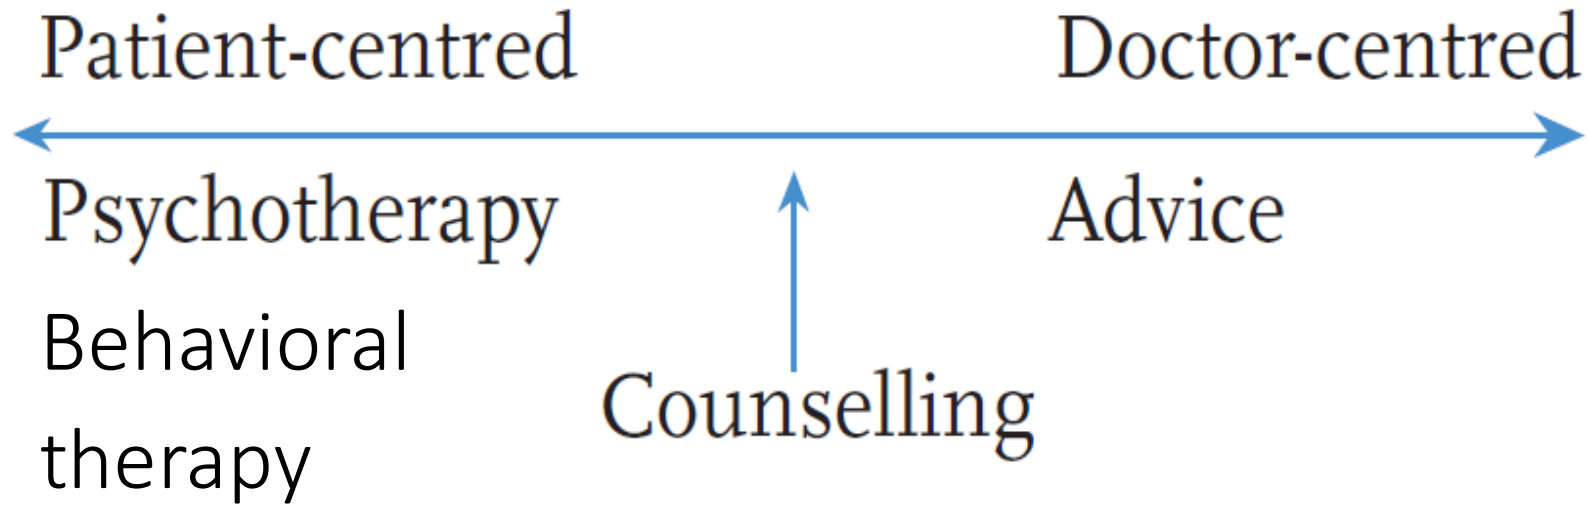 Patient-centred Doctor-centred
Psychotherapy Advice
Behavioral
therapy
Counselling